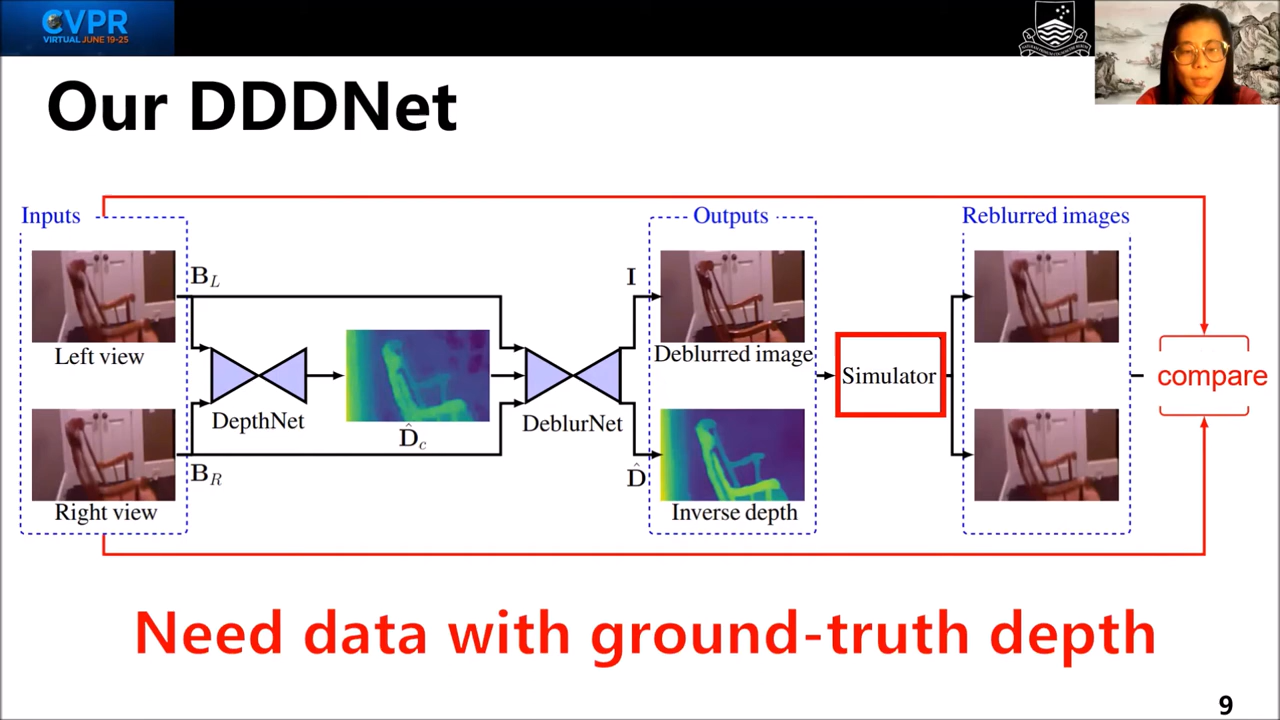 CVPR
VIRTUAL JUNE 19-25
Our DDDNet
Inputs
Outputs
Reblurred images
B_L
I
Left view
Deblurred image
Simulator
compare
DepthNet
D̂_c
DeblurNet
B_R
D̂
Right view
Inverse depth
Need data with ground-truth depth
9